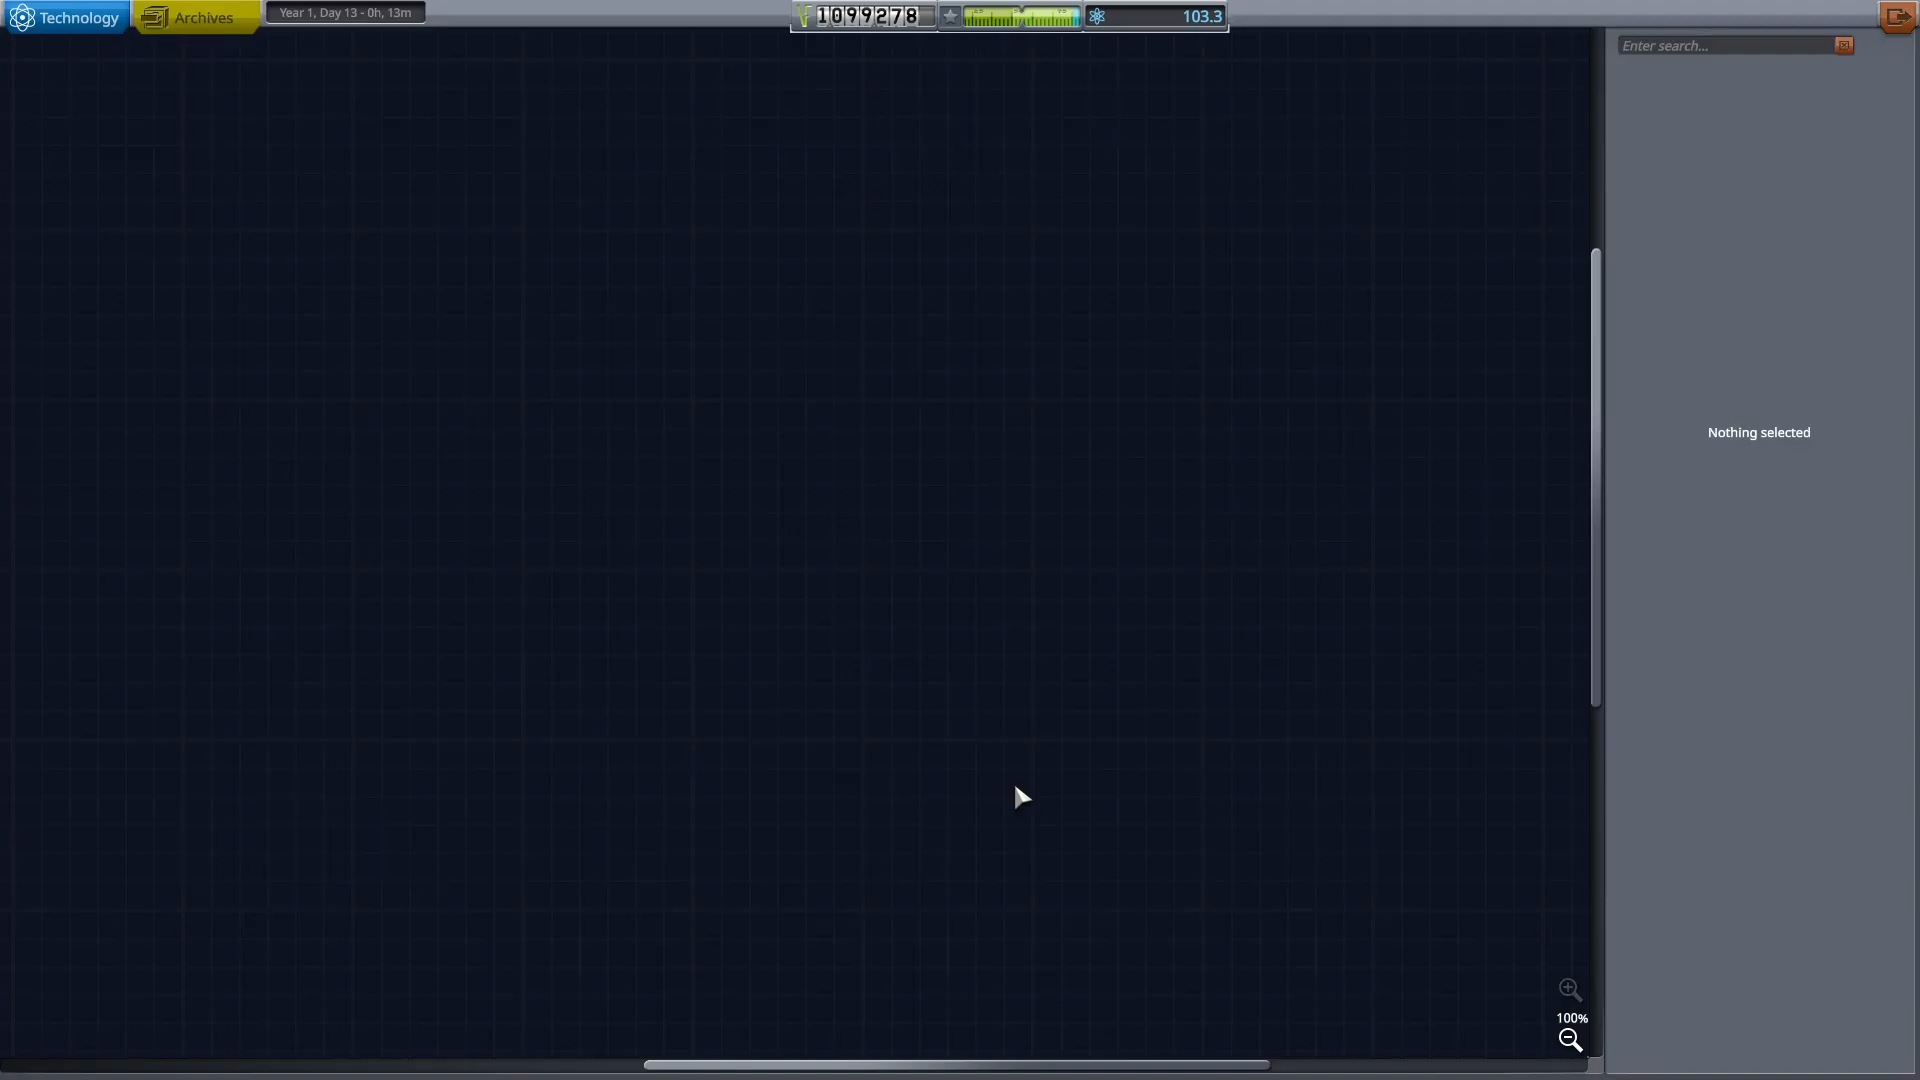 Technology
Archives
Year 1, Day 13 - 0h, 13m
1099278
103.3
Enter search...
Nothing selected
100%